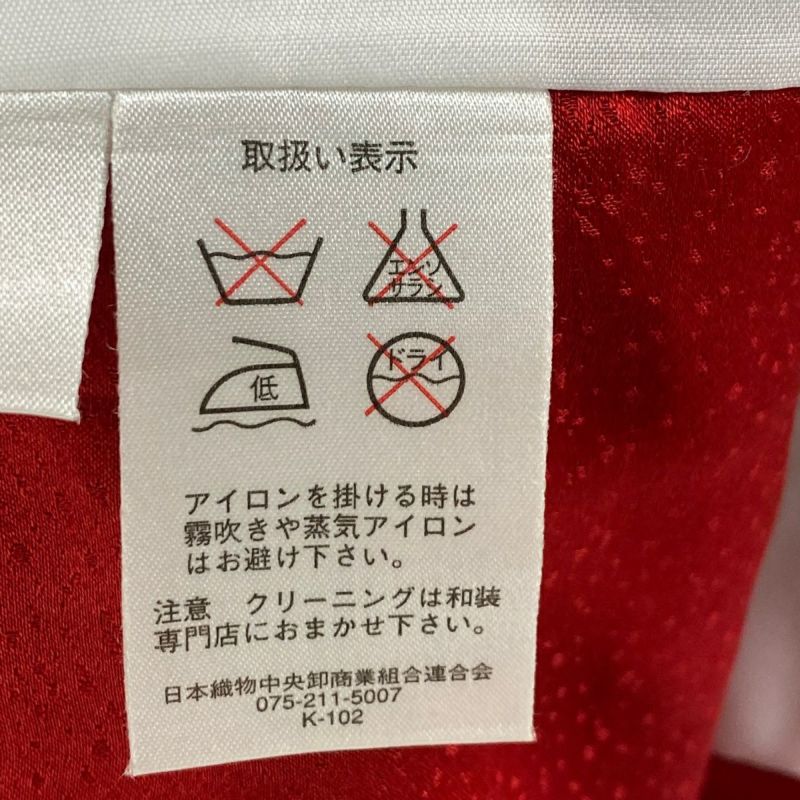 取扱い表示
エンソ
サラシ
低
ドライ
アイロンを掛ける時は
霧吹きや蒸気アイロン
はお避け下さい。
注意　クリーニングは和装
専門店におまかせ下さい。
日本織物中央卸商業組合連合会
075-211-5007
K-102